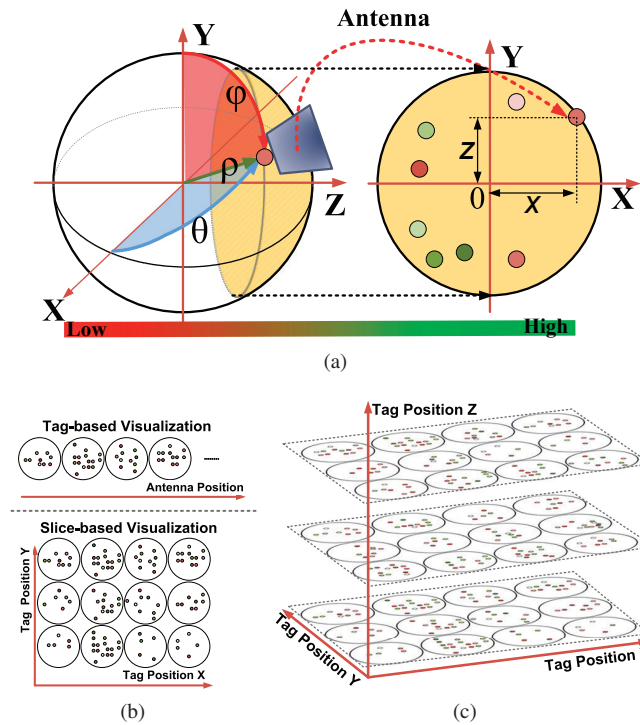 Antenna
Y
φ
ρ
θ
Z
X
Y
z
0
x
X
Low
High
(a)
Tag-based Visualization
........
Antenna Position
Slice-based Visualization
Tag Position Y
Tag Position X
(b)
Tag Position Z
Tag Position Y
Tag Position
(c)